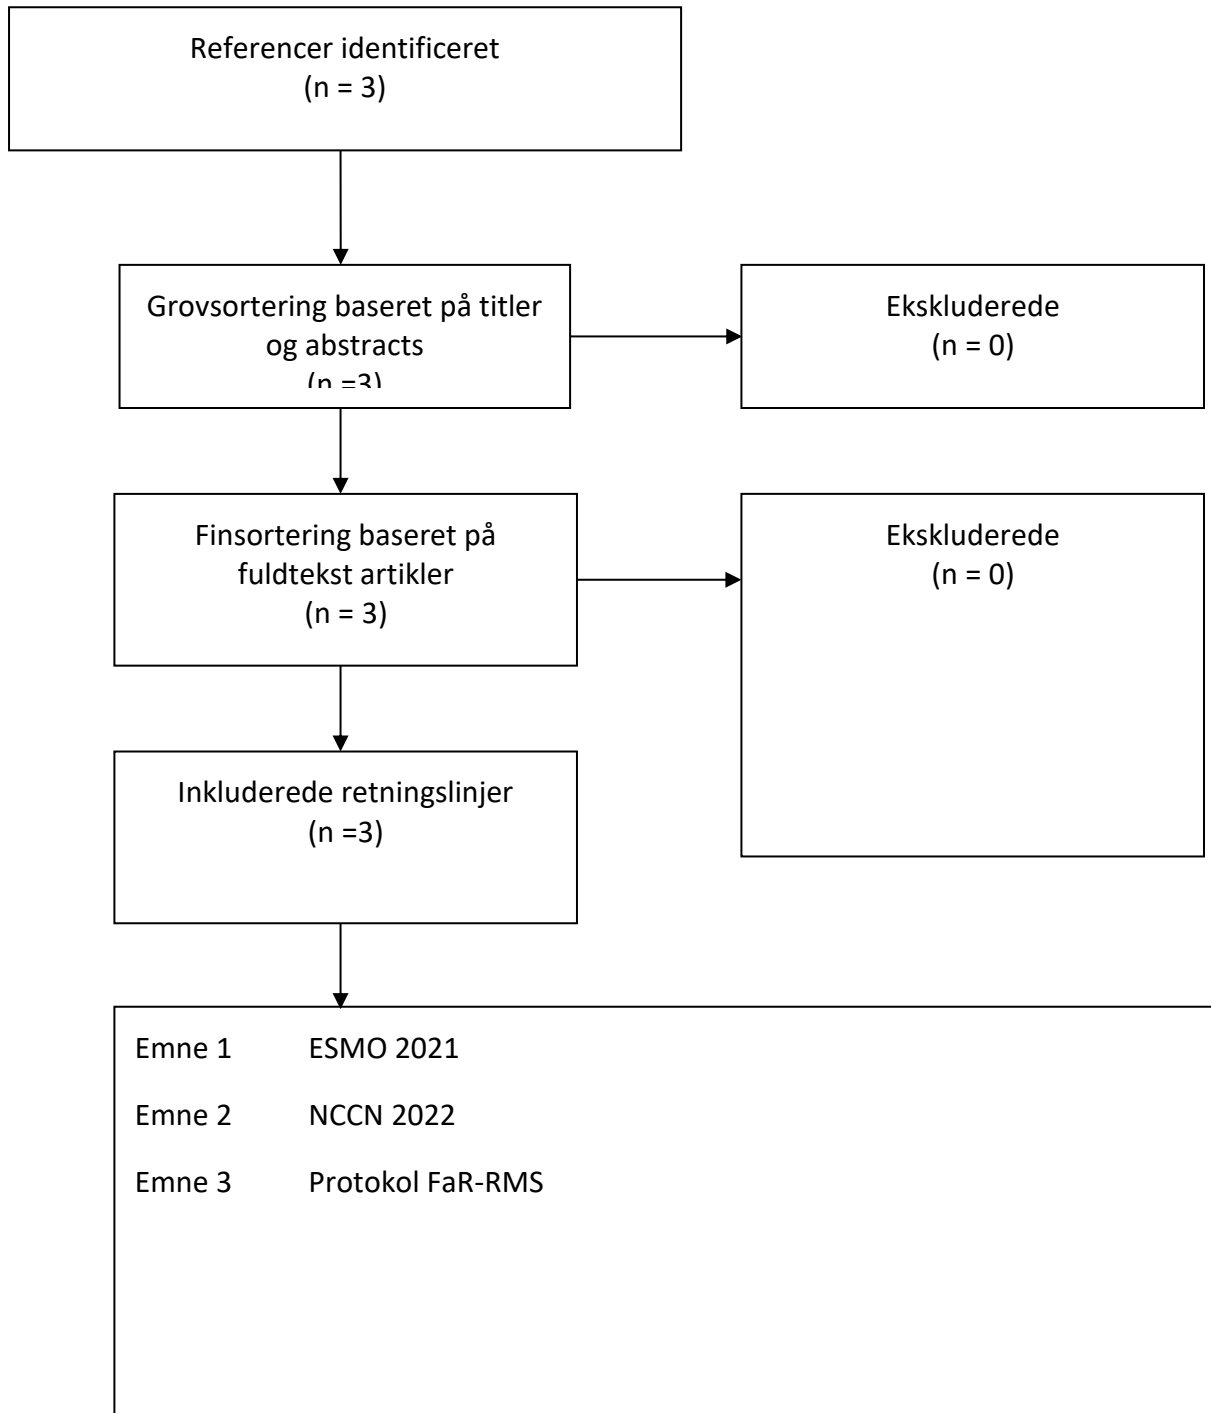 Referencer identificeret
(n = 3)
Grovsortering baseret på titler
og abstracts
(n =3)
Ekskluderede
(n = 0)
Finsortering baseret på
fuldtekst artikler
(n = 3)
Ekskluderede
(n = 0)
Inkluderede retningslinjer
(n =3)
Emne 1 ESMO 2021
Emne 2 NCCN 2022
Emne 3 Protokol FaR-RMS